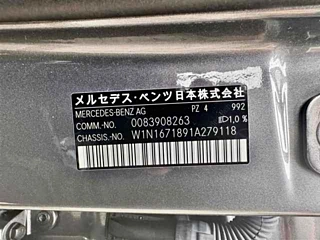 メルセデス・ベンツ日本株式会社
MERCEDES-BENZ AG PZ 4 992
COMM.-NO. 0083908263 1,0 %
CHASSIS.-NO. W1N1671891A279118